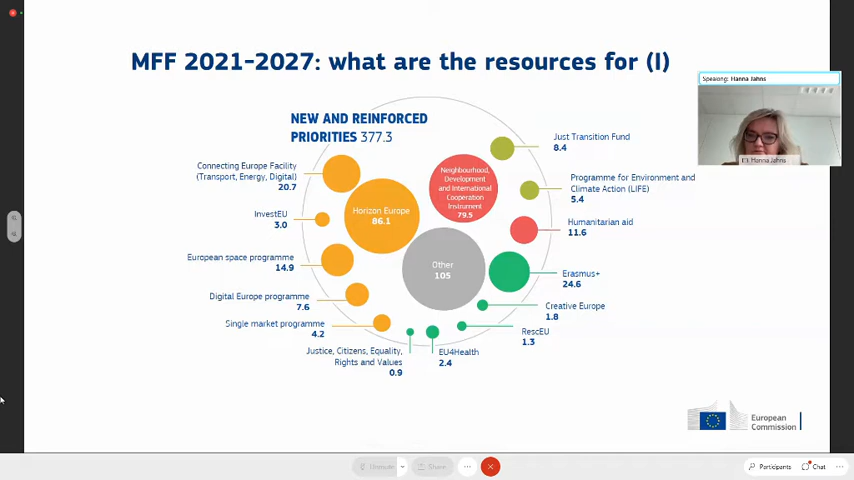 MFF 2021-2027: what are the resources for (I)
Speaking: Hanna Jahns
Hanna Jahns
NEW AND REINFORCED
PRIORITIES 377.3
Connecting Europe Facility
(Transport, Energy, Digital)
20.7
InvestEU
3.0
European space programme
14.9
Digital Europe programme
7.6
Single market programme
4.2
Justice, Citizens, Equality,
Rights and Values
0.9
Horizon Europe
86.1
Neighbourhood,
Development
and International
Cooperation
Instrument
79.5
Other
105
EU4Health
2.4
Just Transition Fund
8.4
Programme for Environment and
Climate Action (LIFE)
5.4
Humanitarian aid
11.6
Erasmus+
24.6
Creative Europe
1.8
RescEU
1.3
European
Commission
Unmute
Share
Participants
Chat